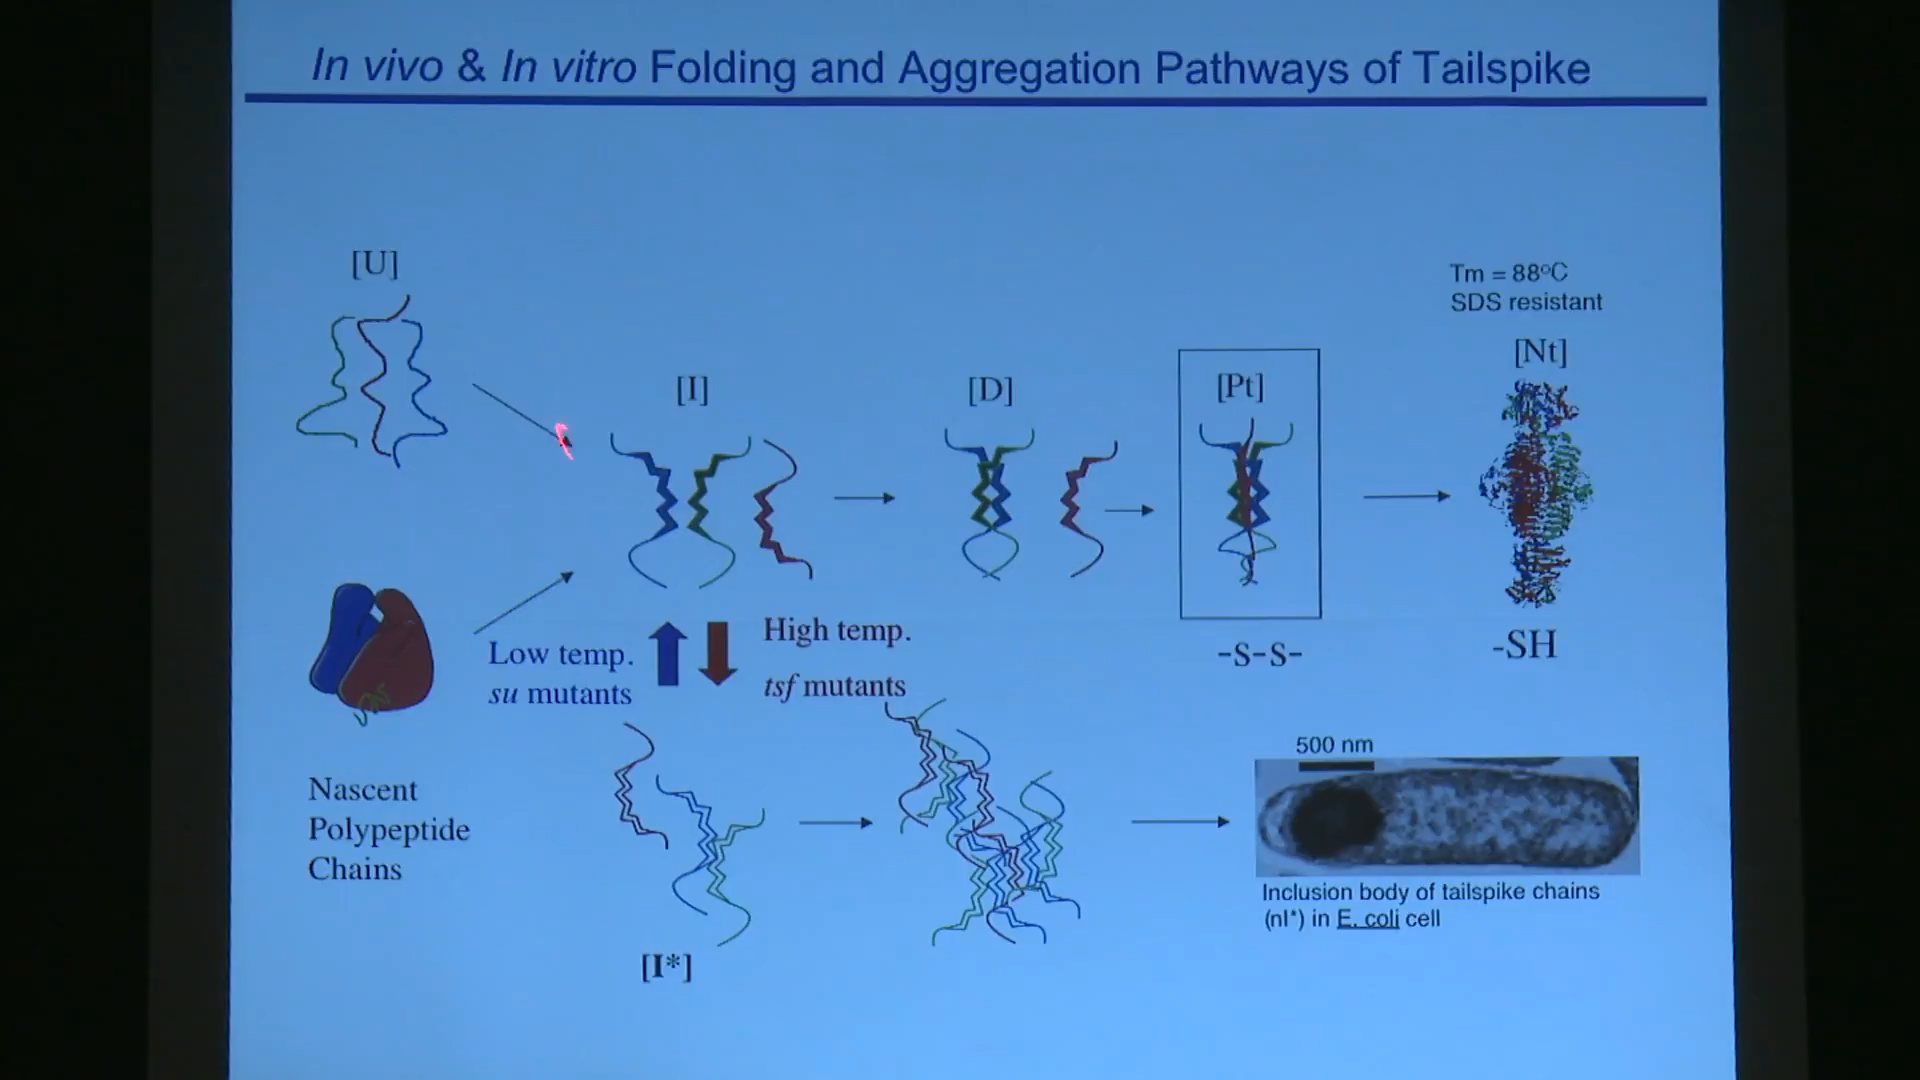 In vivo & In vitro Folding and Aggregation Pathways of Tailspike
[U]
[I]
[D]
[Pt]
Tm = 88°C
SDS resistant
[Nt]
-S-S-
-SH
Low temp.
su mutants
High temp.
tsf mutants
Nascent
Polypeptide
Chains
[I*]
500 nm
Inclusion body of tailspike chains
(nI*) in E. coli cell